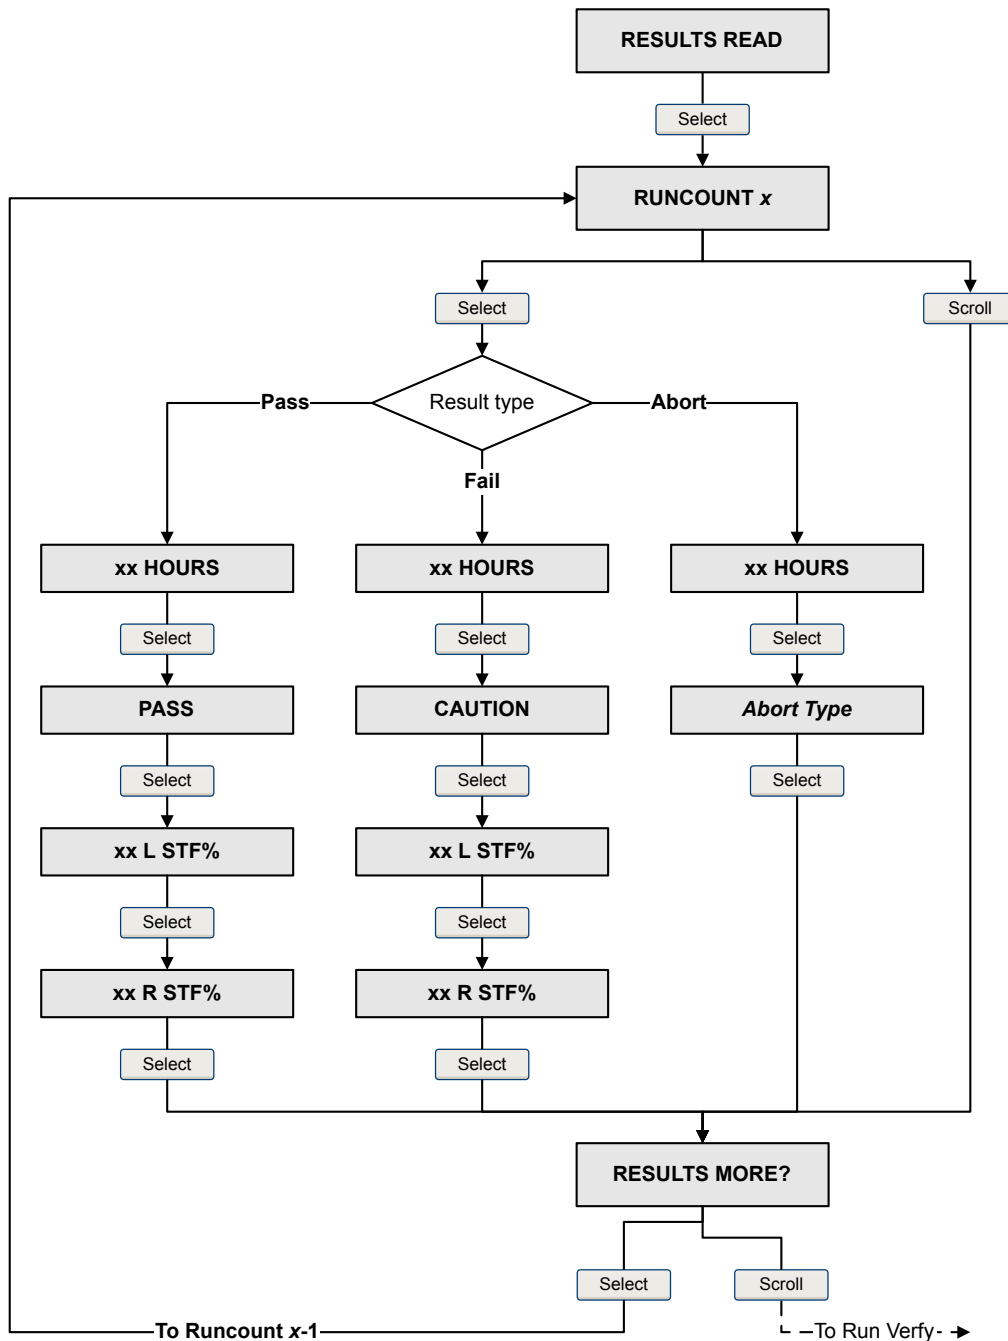 RESULTS READ
Select
RUNCOUNT x
Select
Scroll
Pass
Result type
Abort
Fail
xx HOURS
xx HOURS
xx HOURS
Select
Select
Select
PASS
CAUTION
Abort Type
Select
Select
Select
xx L STF%
xx L STF%
Select
Select
xx R STF%
xx R STF%
Select
Select
RESULTS MORE?
Select
Scroll
To Runcount x-1
To Run Verfy